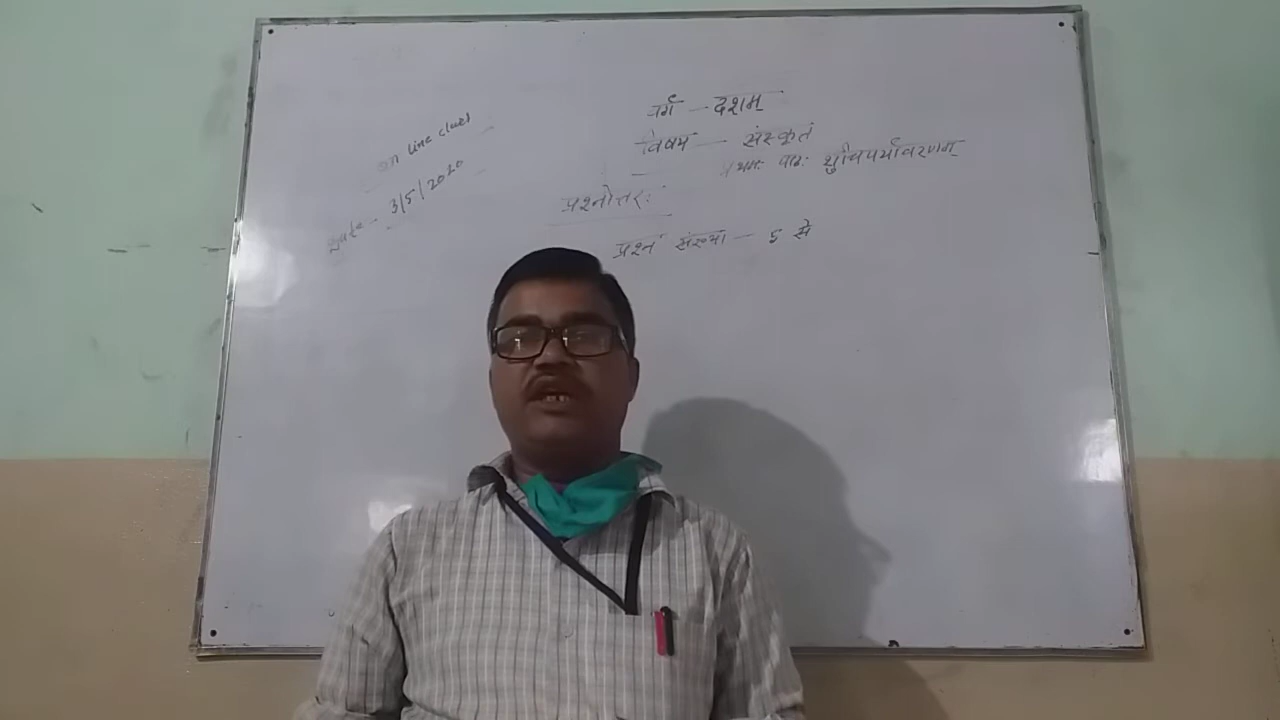 on line class
Date - 3/5/2020
वर्ग - दशम्
विषय - संस्कृतं
प्रथमः पाठः शुचिपर्यावरणम्
प्रश्नोत्तरः
प्रश्न संख्या - 5 से